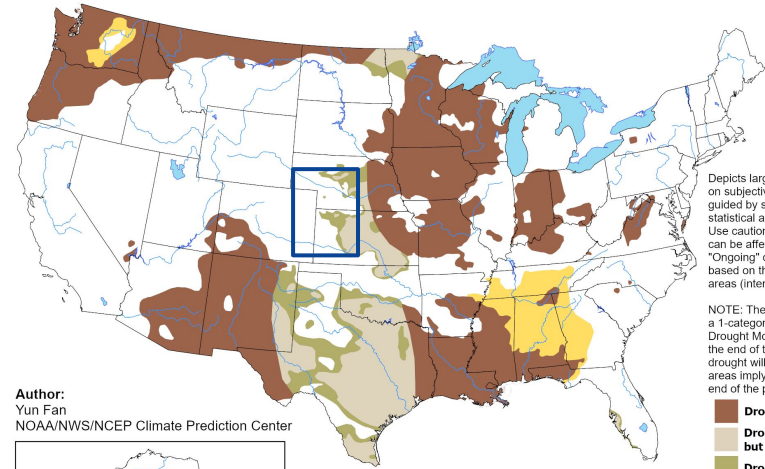 Depicts larg
on subjectiv
guided by s
statistical a
Use caution
can be affe
"Ongoing" d
based on th
areas (inter
NOTE: The
a 1-categor
Drought Mo
the end of t
drought will
areas imply
end of the p
Author:
Yun Fan
NOAA/NWS/NCEP Climate Prediction Center
Dro
Dro
but
Dro